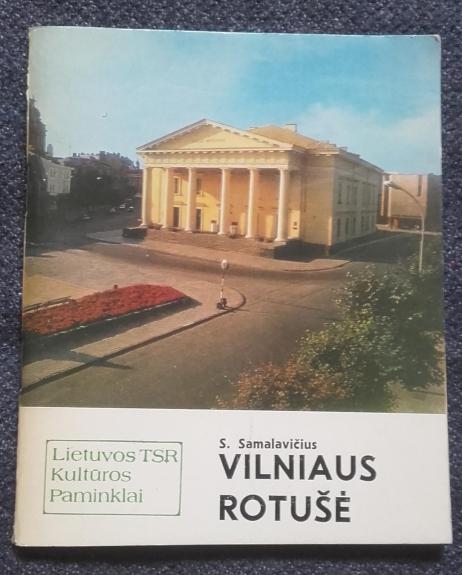 Lietuvos TSR
Kultūros
Paminklai
S. Samalavičius
VILNIAUS
ROTUŠĖ